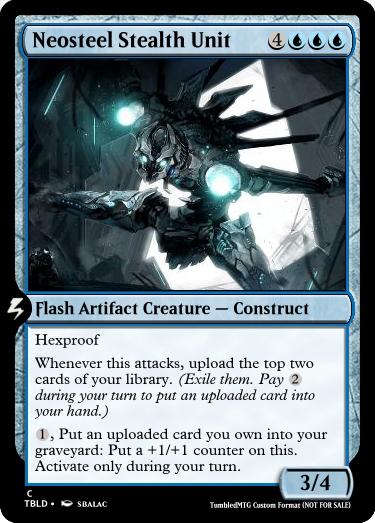 Neosteel Stealth Unit 4
Flash Artifact Creature — Construct
Hexproof
Whenever this attacks, upload the top two
cards of your library. (Exile them. Pay 2
during your turn to put an uploaded card into
your hand.)
1, Put an uploaded card you own into your
graveyard: Put a +1/+1 counter on this.
Activate only during your turn.
3/4
C
TBLD • SBALAC
TumbledMTG Custom Format (NOT FOR SALE)